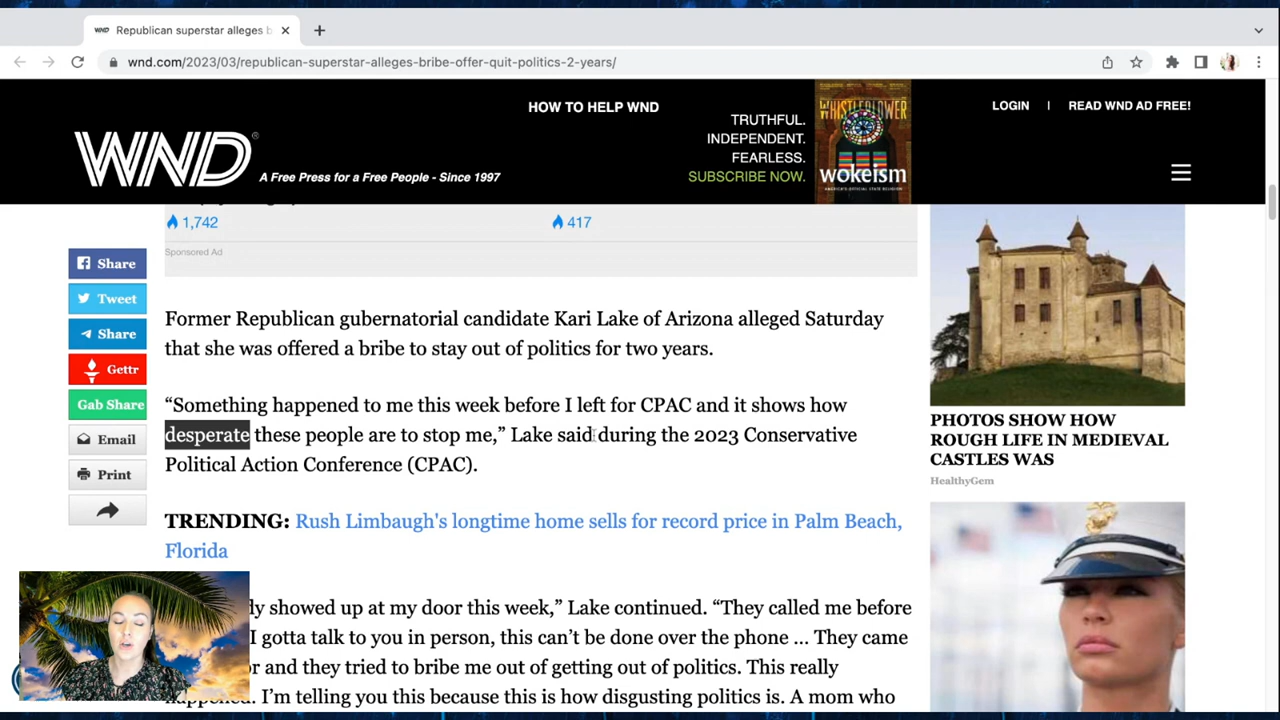 WND Republican superstar alleges b
wnd.com/2023/03/republican-superstar-alleges-bribe-offer-quit-politics-2-years/
HOW TO HELP WND
LOGIN | READ WND AD FREE!
WND®
A Free Press for a Free People - Since 1997
TRUTHFUL.
INDEPENDENT.
FEARLESS.
SUBSCRIBE NOW.
WHISTLEBLOWER
wokeism
1,742
417
Sponsored Ad
Share
Tweet
Share
Gettr
Gab Share
Email
Print
Former Republican gubernatorial candidate Kari Lake of Arizona alleged Saturday
that she was offered a bribe to stay out of politics for two years.
“Something happened to me this week before I left for CPAC and it shows how
desperate these people are to stop me,” Lake said during the 2023 Conservative
Political Action Conference (CPAC).
TRENDING: Rush Limbaugh's longtime home sells for record price in Palm Beach,
Florida
showed up at my door this week,” Lake continued. “They called me before
I gotta talk to you in person, this can’t be done over the phone … They came
and they tried to bribe me out of getting out of politics. This really
I’m telling you this because this is how disgusting politics is. A mom who
PHOTOS SHOW HOW
ROUGH LIFE IN MEDIEVAL
CASTLES WAS
HealthyGem